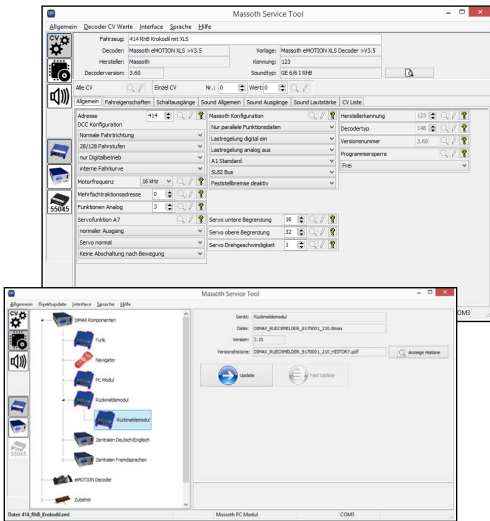 Massoth Service Tool
Allgemein Decoder CV Werte Interface Sprache Hilfe
Fahrzeug: 414 RhB Krokodil mit XLS
Decoder: Massoth eMOTION XLS >V3.5 Vorlage: Massoth eMOTION XLS Decoder >V3.5
Hersteller: Massoth Kennung: 123
Decoderversion: 3.60 Soundtyp: GE 6/6 I RhB
Alle CV Einzel CV Nr.: 0 Wert: 0
Allgemein Fahreigenschaften Schaltausgänge Sound Allgemein Sound Ausgänge Sound Lautstärke CV Liste
Adresse 414 Massoth Konfiguration Herstellerkennung 123
DCC Konfiguration Nur parallele Funktionsdaten Decodertyp 148
Normale Fahrtrichtung Lastregelung digital ein Versionsnummer 3.60
28/128 Fahrstufen Lastregelung analog aus Programmiersperre
nur Digitalbetrieb A1 Standard Frei
interne Fahrkurve SUSI Bus
Motorfrequenz 16 kHz Feststellbremse deaktiv
Mehrfachtraktionsadresse 0
Funktionen Analog 3
Servofunktion A7 Servo untere Begrenzung 16
normaler Ausgang Servo obere Begrenzung 32
Servo normal Servo Drehgeschwindigkeit 1
Keine Abschaltung nach Bewegung
55045
COM3
Massoth Service Tool
Allgemein Direktupdate Interface Sprache Hilfe
DiMAX Komponenten
Funk
Navigator
PC Modul
Rückmeldemodul
Rückmeldemodul
Zentralen Deutsch/Englisch
Zentralen Fremdsprachen
eMOTION Decoder
Zubehör
55045
Gerät: Rückmeldemodul
Datei: DIMAX_RUECKMELDER_8170001_210.dimax
Version: 2.10
Versionshistorie: DIMAX_RUECKMELDER_8170001_210_HISTORY.pdf Anzeige Historie
Update Fast Update
Datei 414_RhB_Krokodil.xml Massoth PC Modul COM3